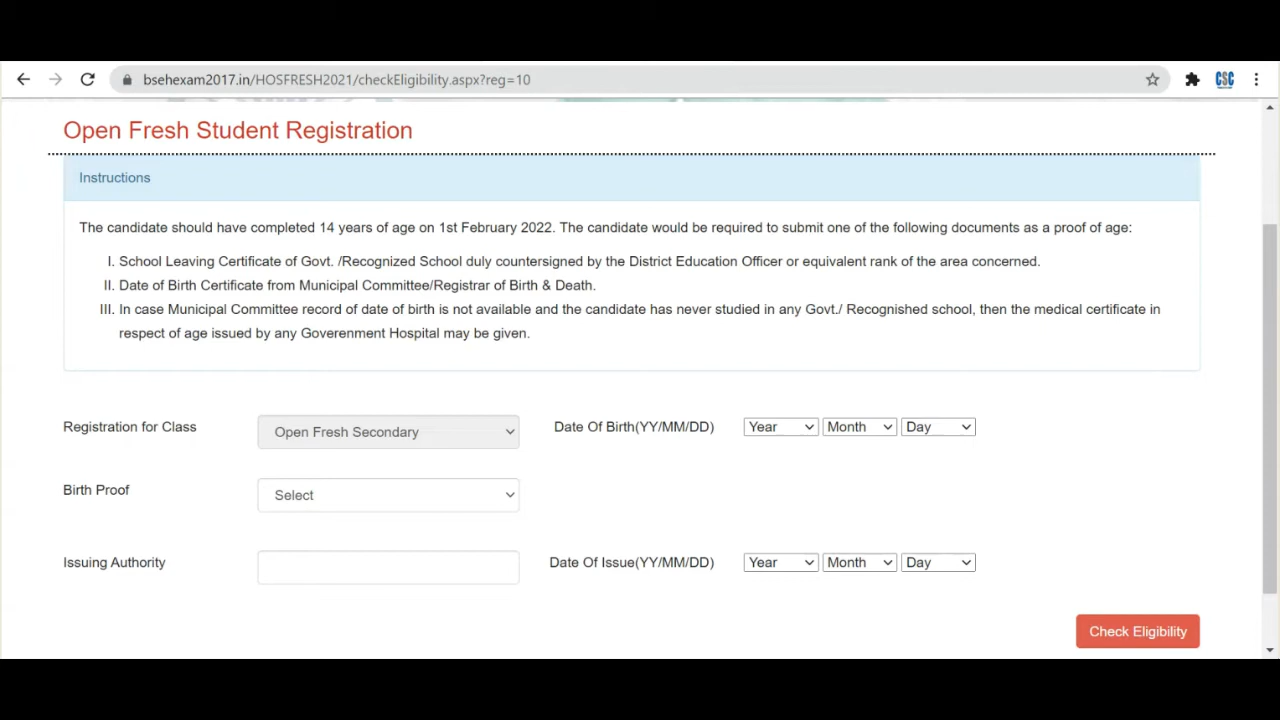 bsehexam2017.in/HOSFRESH2021/checkEligibility.aspx?reg=10
CSC
Open Fresh Student Registration
Instructions
The candidate should have completed 14 years of age on 1st February 2022. The candidate would be required to submit one of the following documents as a proof of age:
I. School Leaving Certificate of Govt. /Recognized School duly countersigned by the District Education Officer or equivalent rank of the area concerned.
II. Date of Birth Certificate from Municipal Committee/Registrar of Birth & Death.
III. In case Municipal Committee record of date of birth is not available and the candidate has never studied in any Govt./ Recognished school, then the medical certificate in
respect of age issued by any Goverenment Hospital may be given.
Registration for Class Open Fresh Secondary Date Of Birth(YY/MM/DD) Year Month Day
Birth Proof Select
Issuing Authority Date Of Issue(YY/MM/DD) Year Month Day
Check Eligibility